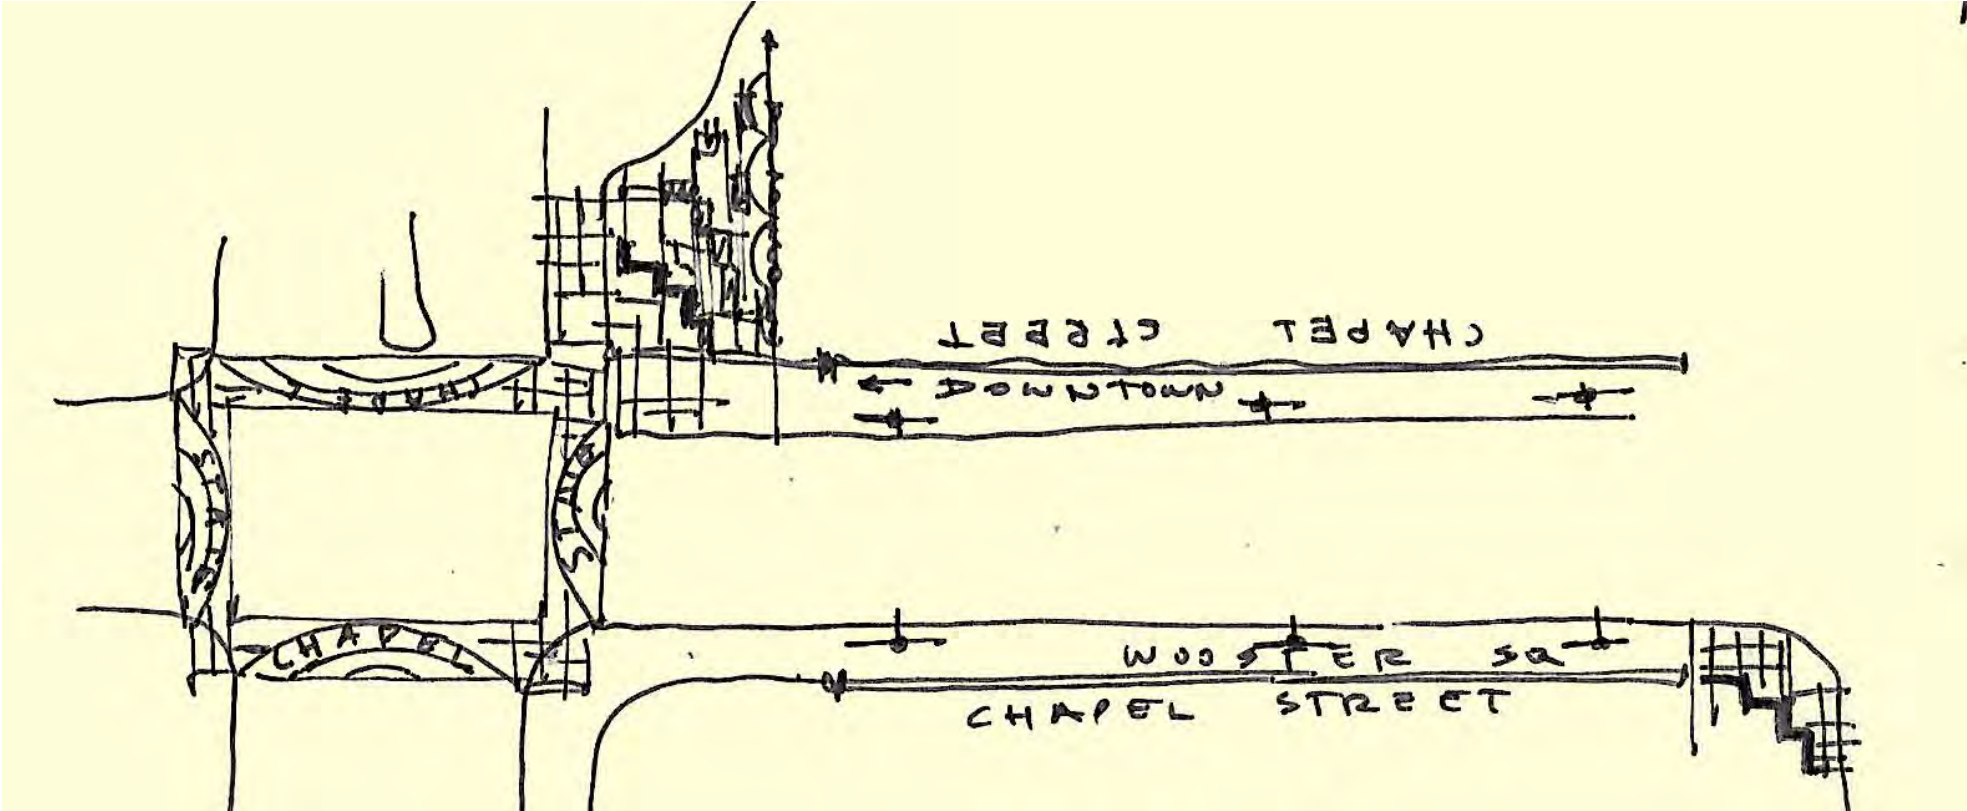 CHAPEL STREET
DOWNTOWN
CHAPEL
STATE
STATE
CHAPEL
WOOSTER SQ
CHAPEL STREET